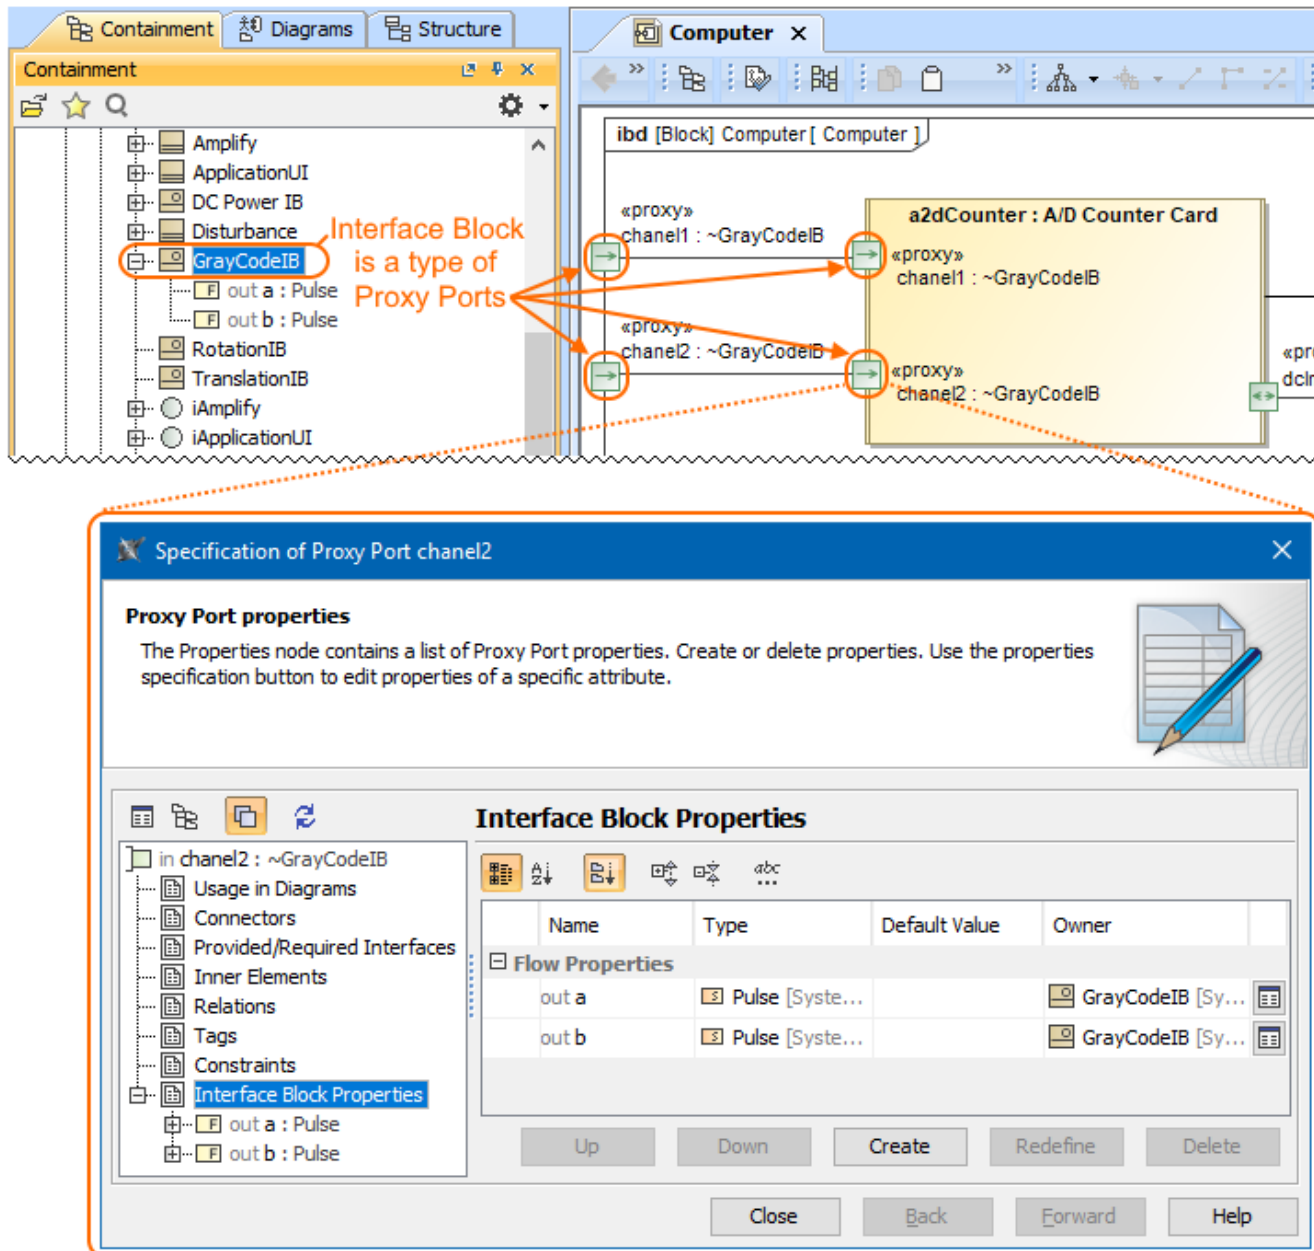 Containment Diagrams Structure
Computer
Containment
Amplify
ApplicationUI
DC Power IB
Disturbance
GrayCodeIB
out a : Pulse
out b : Pulse
RotationIB
TranslationIB
iAmplify
iApplicationUI
Interface Block
is a type of
Proxy Ports
ibd [Block] Computer [ Computer ]
«proxy»
chanel1 : ~GrayCodeIB
a2dCounter : A/D Counter Card
«proxy»
chanel1 : ~GrayCodeIB
«proxy»
chanel2 : ~GrayCodeIB
«proxy»
chanel2 : ~GrayCodeIB
«pr
dcIn
Specification of Proxy Port chanel2
Proxy Port properties
The Properties node contains a list of Proxy Port properties. Create or delete properties. Use the properties
specification button to edit properties of a specific attribute.
in chanel2 : ~GrayCodeIB
Usage in Diagrams
Connectors
Provided/Required Interfaces
Inner Elements
Relations
Tags
Constraints
Interface Block Properties
out a : Pulse
out b : Pulse
Interface Block Properties
abc
Name Type Default Value Owner
Flow Properties
out a Pulse [Syste... GrayCodeIB [Sy...
out b Pulse [Syste... GrayCodeIB [Sy...
Up Down Create Redefine Delete
Close Back Forward Help